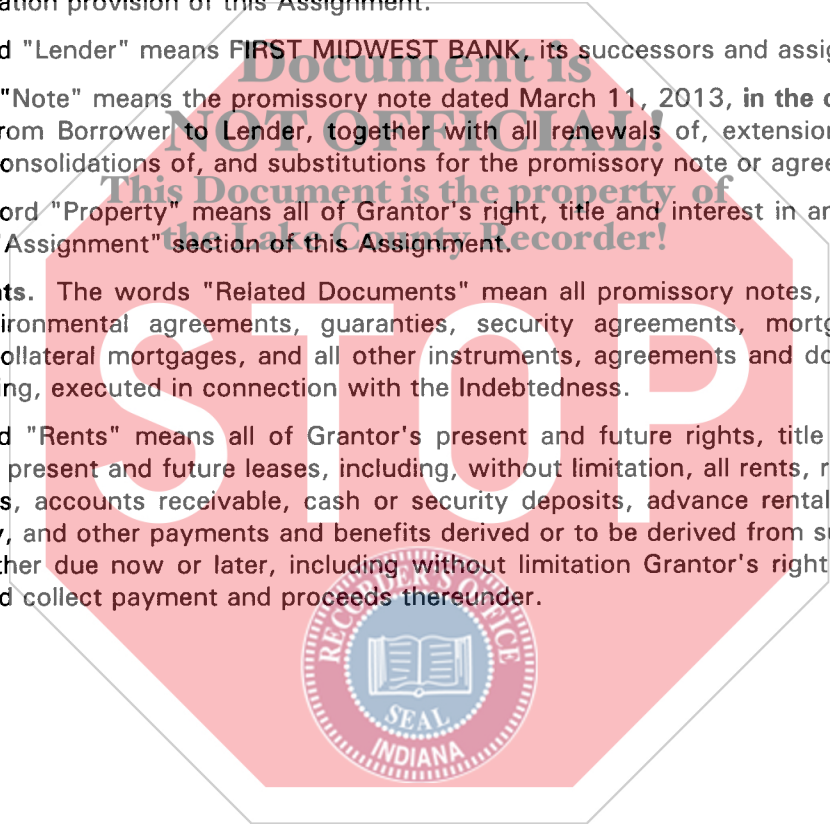 ation provision of this Assignment.
d "Lender" means FIRST MIDWEST BANK, its successors and assig
Document is
"Note" means the promissory note dated March 11, 2013, in the o
NOT OFFICIAL!
rom Borrower to Lender, together with all renewals of, extension
onsolidations of, and substitutions for the promissory note or agree
This Document is the property of
ord "Property" means all of Grantor's right, title and interest in an
the Lake County Recorder!
"Assignment" section of this Assignment.
nts. The words "Related Documents" mean all promissory notes,
ironmental agreements, guaranties, security agreements, mortg
ollateral mortgages, and all other instruments, agreements and do
ing, executed in connection with the Indebtedness.
STOP
d "Rents" means all of Grantor's present and future rights, title
present and future leases, including, without limitation, all rents, r
s, accounts receivable, cash or security deposits, advance rental
, and other payments and benefits derived or to be derived from su
ther due now or later, including without limitation Grantor's right
d collect payment and proceeds thereunder.
RECORDER'S OFFICE
SEAL
INDIANA